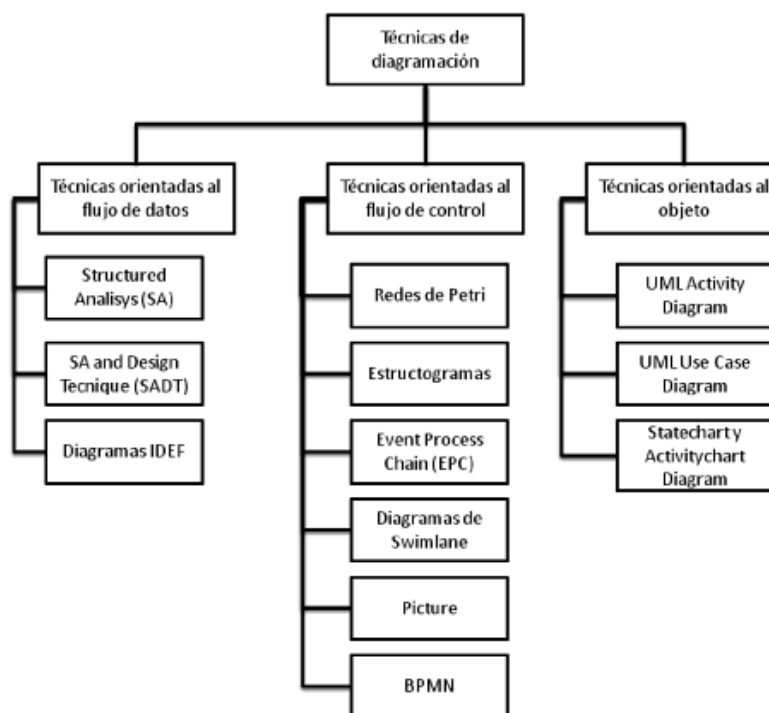 Técnicas de
diagramación
Técnicas orientadas al
flujo de datos
Structured
Analisys (SA)
SA and Design
Tecnique (SADT)
Diagramas IDEF
Técnicas orientadas al
flujo de control
Redes de Petri
Estructogramas
Event Process
Chain (EPC)
Diagramas de
Swimlane
Picture
BPMN
Técnicas orientadas al
objeto
UML Activity
Diagram
UML Use Case
Diagram
Statechart y
Activitychart
Diagram